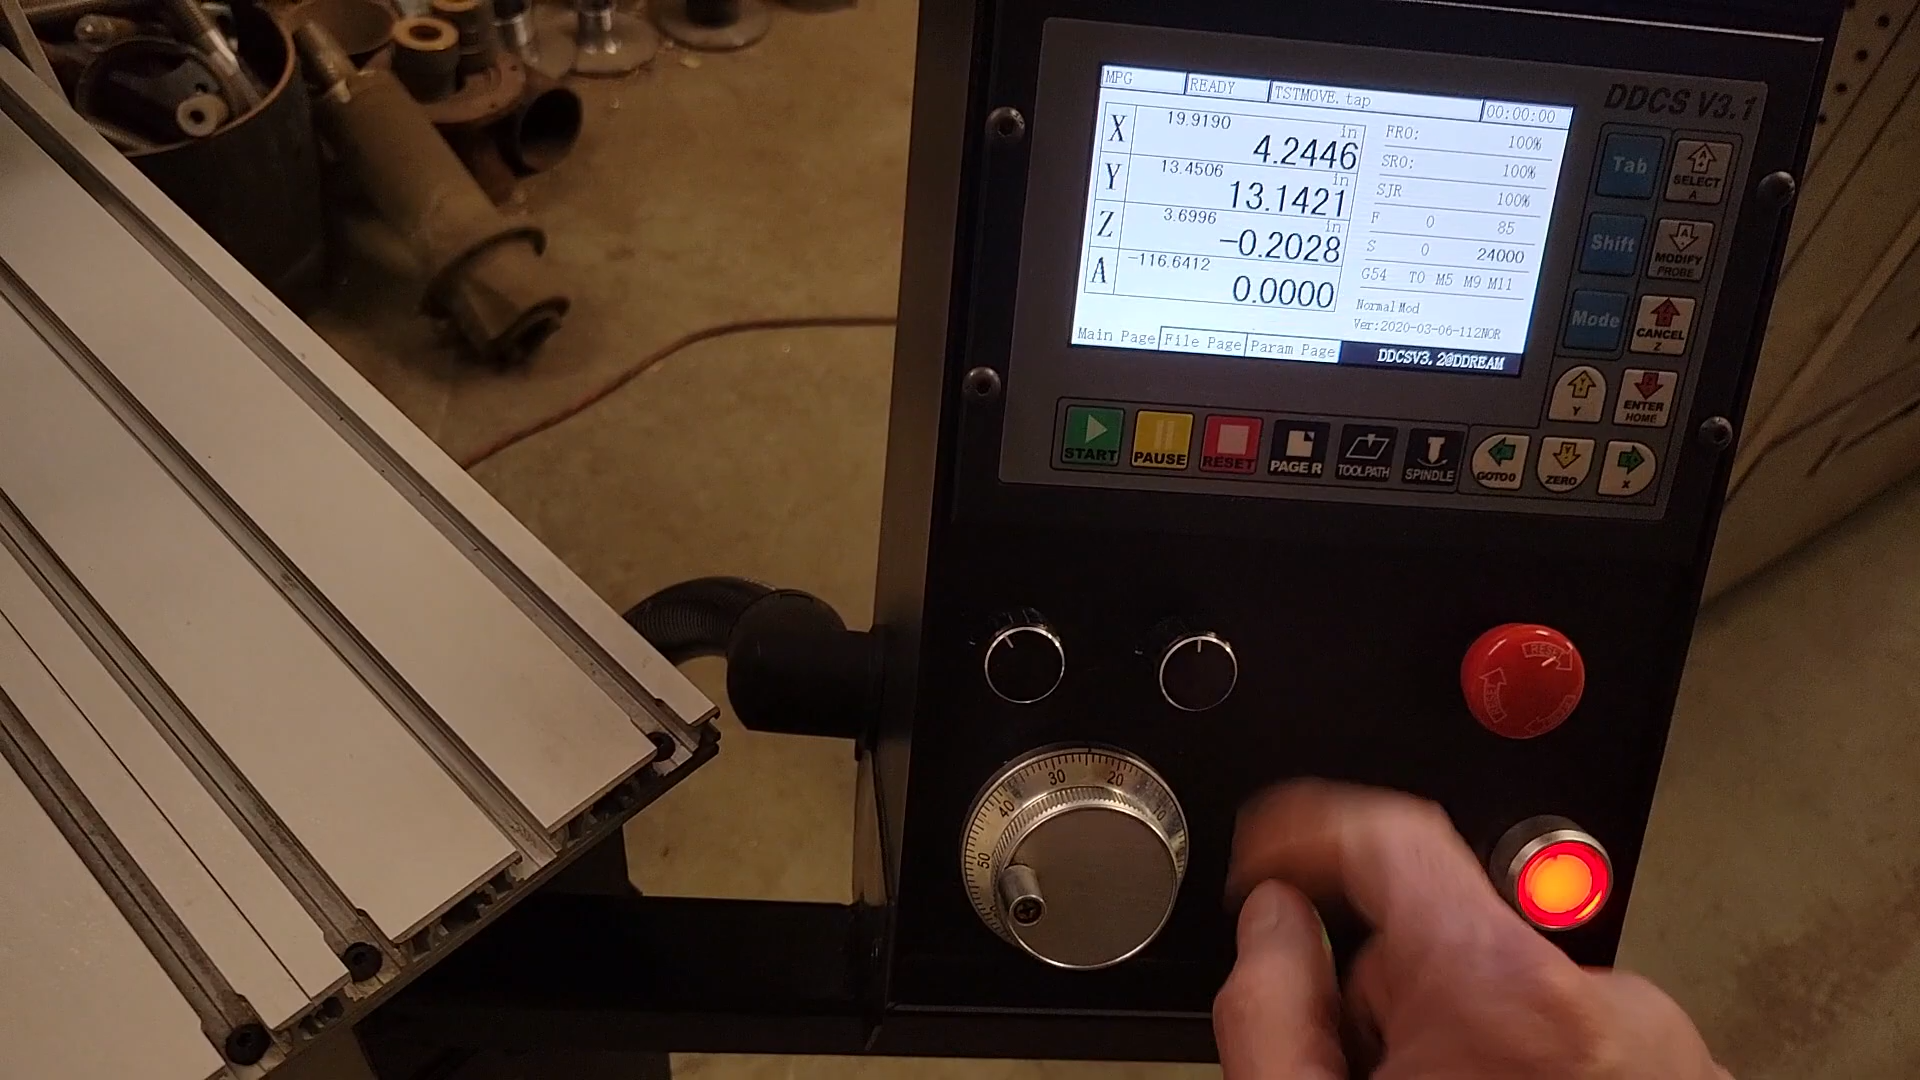 MPG READY TSTMOVE.tap 00:00:00
X 19.9190 in 4.2446
Y 13.4506 in 13.1421
Z 3.6996 in -0.2028
A -116.6412 0.0000
FRO: 100%
SRO: 100%
SJR 100%
F 0 85
S 0 24000
G54 T0 M5 M9 M11
Normal Mod
Ver:2020-03-06-112NOR
Main Page File Page Param Page DDCSV3.2@DDREAM
DDCS V3.1
Tab
A+
SELECT
A
Shift
A-
MODIFY
PROBE
Mode
CANCEL
Z
Y
ENTER
HOME
START PAUSE RESET PAGE R TOOLPATH SPINDLE GOTO0 ZERO X
RESET
RESET
30 20
40 10
50